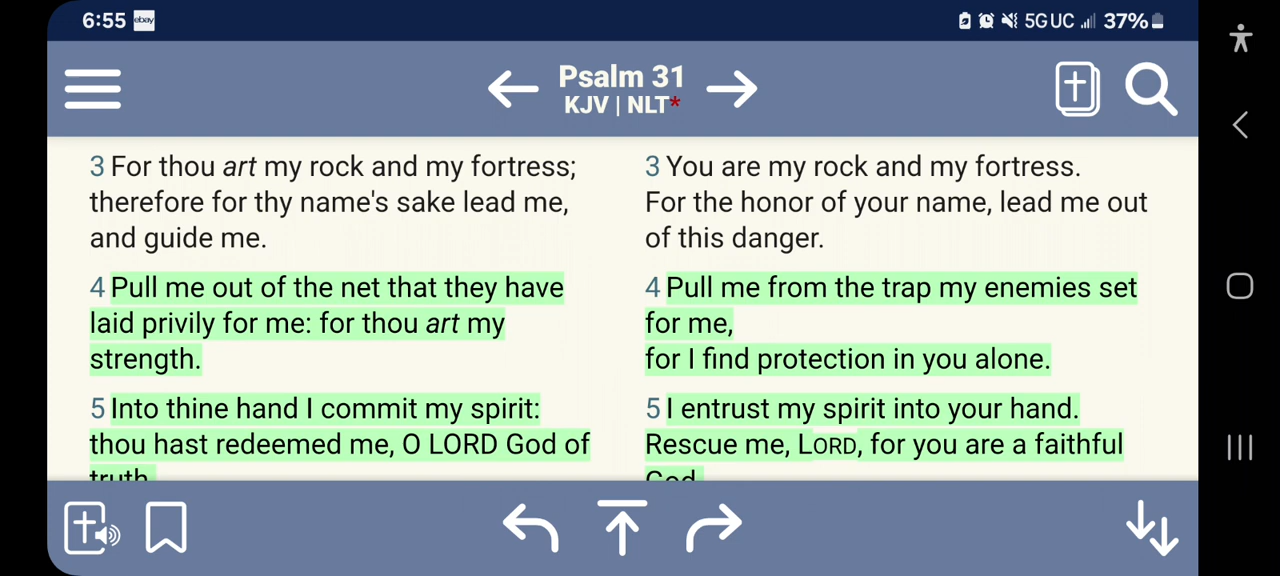 6:55 ebay
5G UC 37%
Psalm 31
KJV | NLT*
3 For thou art my rock and my fortress;
therefore for thy name's sake lead me,
and guide me.
4 Pull me out of the net that they have
laid privily for me: for thou art my
strength.
5 Into thine hand I commit my spirit:
thou hast redeemed me, O LORD God of
truth.
3 You are my rock and my fortress.
For the honor of your name, lead me out
of this danger.
4 Pull me from the trap my enemies set
for me,
for I find protection in you alone.
5 I entrust my spirit into your hand.
Rescue me, LORD, for you are a faithful
God.